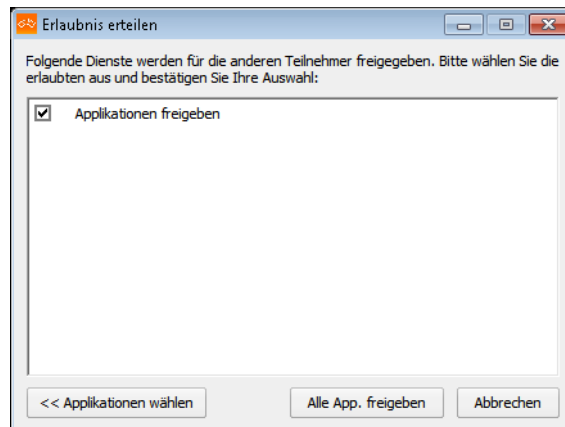 Erlaubnis erteilen
Folgende Dienste werden für die anderen Teilnehmer freigegeben. Bitte wählen Sie die
erlaubten aus und bestätigen Sie Ihre Auswahl:
Applikationen freigeben
<< Applikationen wählen
Alle App. freigeben
Abbrechen